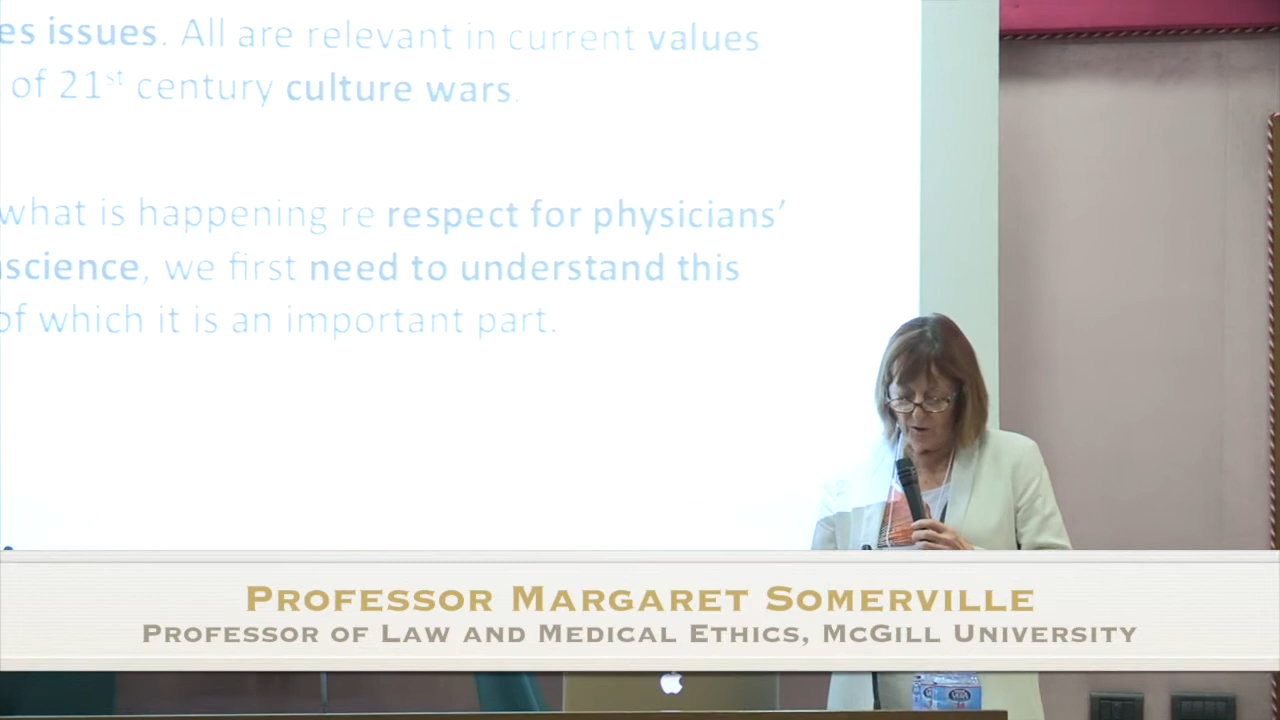 es issues. All are relevant in current values
of 21st century culture wars.
what is happening re respect for physicians’
science, we first need to understand this
of which it is an important part.
Professor Margaret Somerville
Professor of Law and Medical Ethics, McGill University